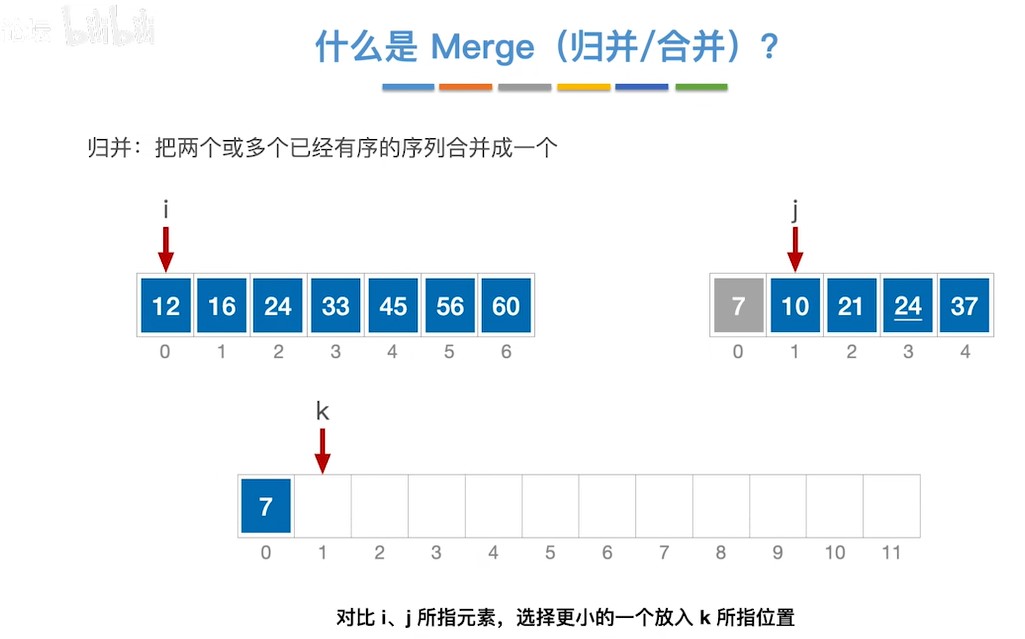 bilibili
什么是 Merge（归并/合并）？
归并：把两个或多个已经有序的序列合并成一个
i
j
12 16 24 33 45 56 60
7 10 21 24 37
0 1 2 3 4 5 6
0 1 2 3 4
k
7
0 1 2 3 4 5 6 7 8 9 10 11
对比 i、j 所指元素，选择更小的一个放入 k 所指位置